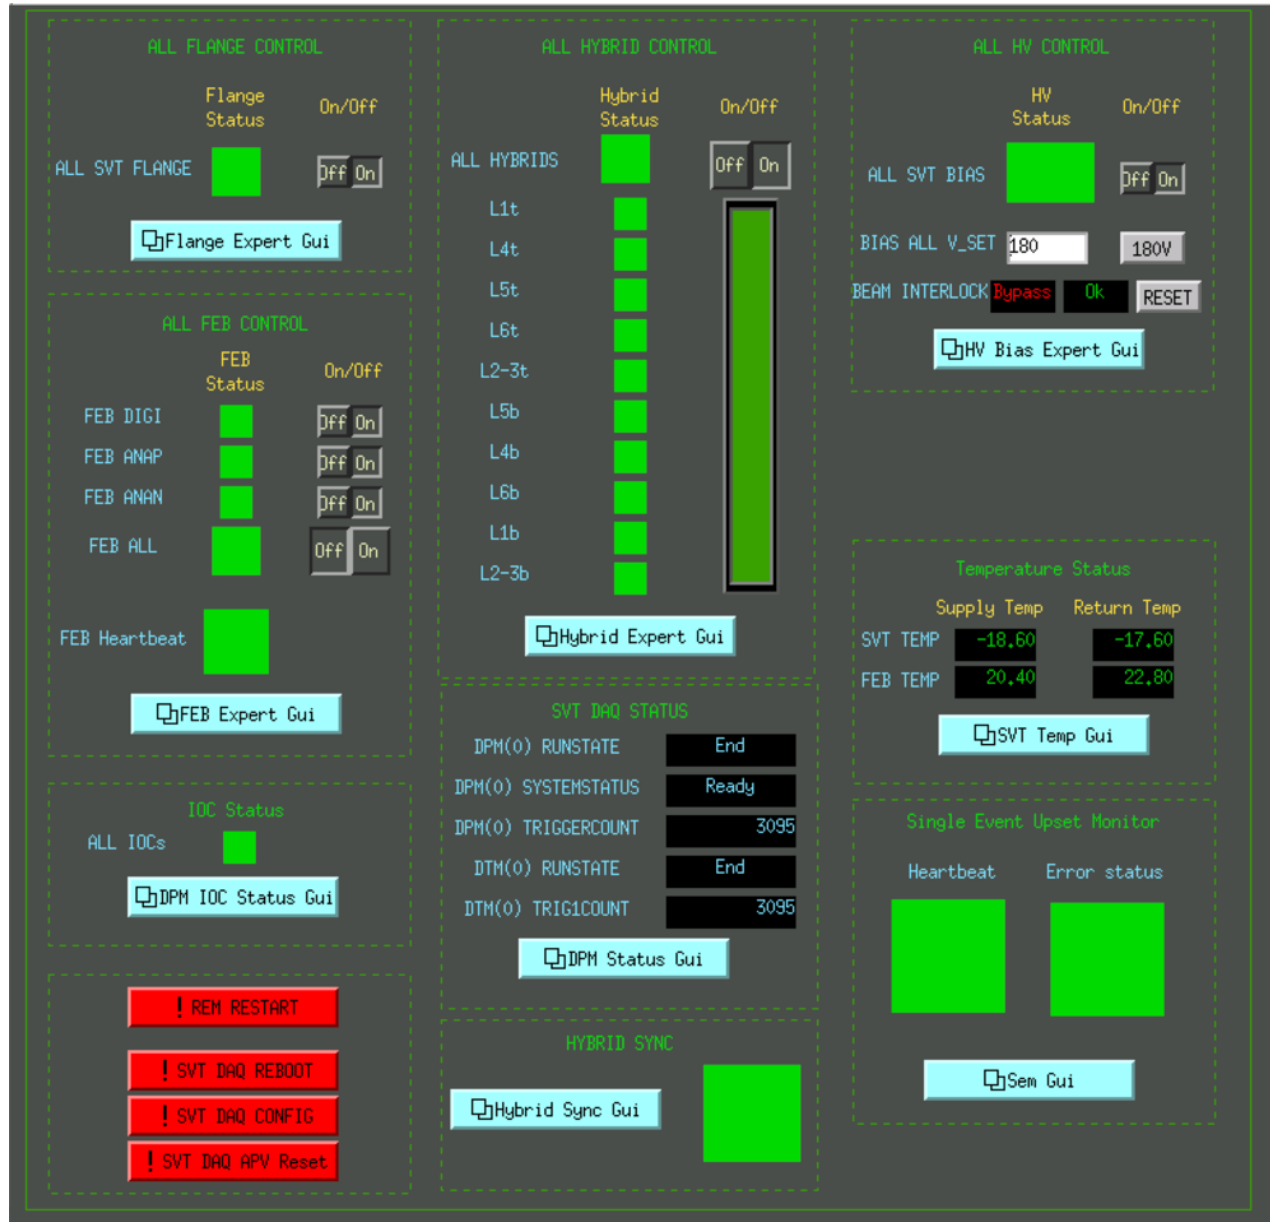 ALL FLANGE CONTROL
Flange
Status
On/Off
ALL SVT FLANGE
Off On
Flange Expert Gui
ALL FEB CONTROL
FEB
Status
On/Off
FEB DIGI
Off On
FEB ANAP
Off On
FEB ANAN
Off On
FEB ALL
Off On
FEB Heartbeat
FEB Expert Gui
IOC Status
ALL IOCs
DPM IOC Status Gui
! REM RESTART
! SVT DAQ REBOOT
! SVT DAQ CONFIG
! SVT DAQ APV Reset
ALL HYBRID CONTROL
Hybrid
Status
On/Off
ALL HYBRIDS
Off On
L1t
L4t
L5t
L6t
L2-3t
L5b
L4b
L6b
L1b
L2-3b
Hybrid Expert Gui
SVT DAQ STATUS
DPM(0) RUNSTATE End
DPM(0) SYSTEMSTATUS Ready
DPM(0) TRIGGERCOUNT 3095
DTM(0) RUNSTATE End
DTM(0) TRIG1COUNT 3095
DPM Status Gui
HYBRID SYNC
Hybrid Sync Gui
ALL HV CONTROL
HV
Status
On/Off
ALL SVT BIAS
Off On
BIAS ALL V_SET 180 180V
BEAM INTERLOCK Bypass Ok RESET
HV Bias Expert Gui
Temperature Status
Supply Temp Return Temp
SVT TEMP -18.60 -17.60
FEB TEMP 20.40 22.80
SVT Temp Gui
Single Event Upset Monitor
Heartbeat Error status
Sem Gui